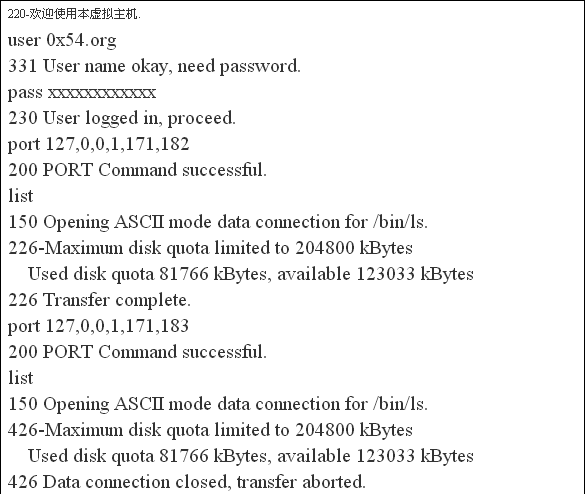 220-欢迎使用本虚拟主机.
user 0x54.org
331 User name okay, need password.
pass xxxxxxxxxxxx
230 User logged in, proceed.
port 127,0,0,1,171,182
200 PORT Command successful.
list
150 Opening ASCII mode data connection for /bin/ls.
226-Maximum disk quota limited to 204800 kBytes
    Used disk quota 81766 kBytes, available 123033 kBytes
226 Transfer complete.
port 127,0,0,1,171,183
200 PORT Command successful.
list
150 Opening ASCII mode data connection for /bin/ls.
426-Maximum disk quota limited to 204800 kBytes
    Used disk quota 81766 kBytes, available 123033 kBytes
426 Data connection closed, transfer aborted.